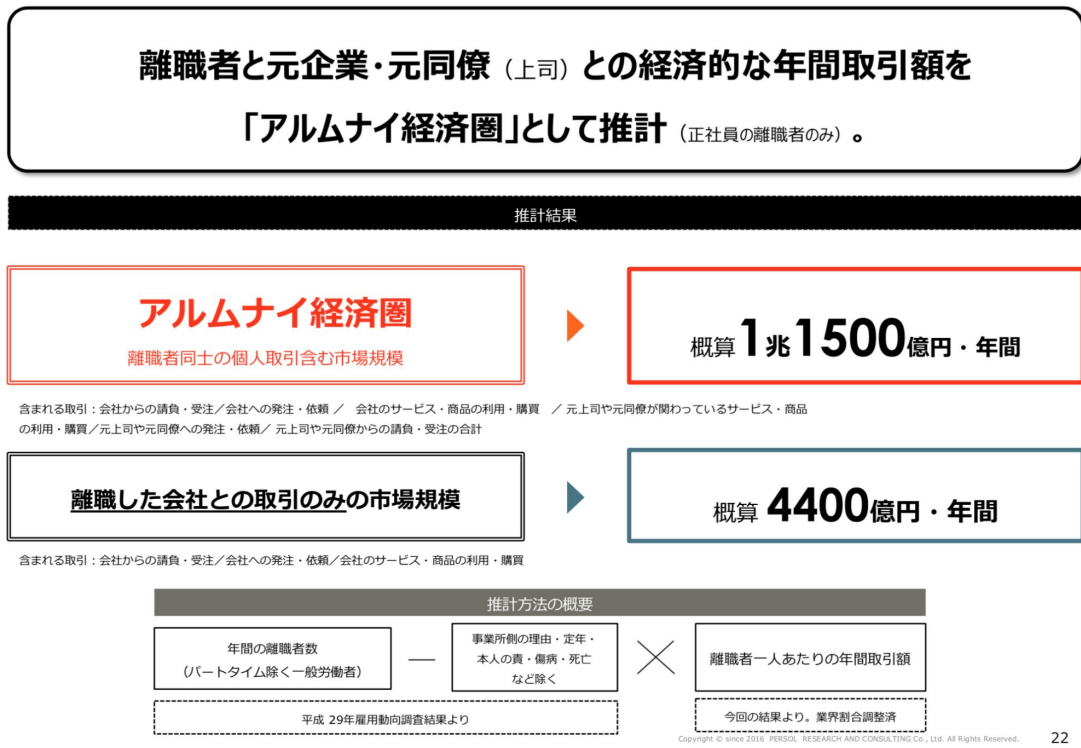 離職者と元企業・元同僚（上司）との経済的な年間取引額を
「アルムナイ経済圏」として推計（正社員の離職者のみ）。
推計結果
アルムナイ経済圏
離職者同士の個人取引含む市場規模
概算1兆1500億円・年間
含まれる取引：会社からの請負・受注／会社への発注・依頼 ／ 会社のサービス・商品の利用・購買 ／元上司や元同僚が関わっているサービス・商品
の利用・購買／元上司や元同僚への発注・依頼／ 元上司や元同僚からの請負・受注の合計
離職した会社との取引のみの市場規模
概算 4400億円・年間
含まれる取引：会社からの請負・受注／会社への発注・依頼／会社のサービス・商品の利用・購買
推計方法の概要
年間の離職者数
（パートタイム除く一般労働者）
—
事業所側の理由・定年・
本人の責・傷病・死亡
など除く
×
離職者一人あたりの年間取引額
平成 29年雇用動向調査結果より
今回の結果より。業界割合調整済
Copyright © since 2016 PERSOL RESEARCH AND CONSULTING Co., Ltd. All Rights Reserved.
22